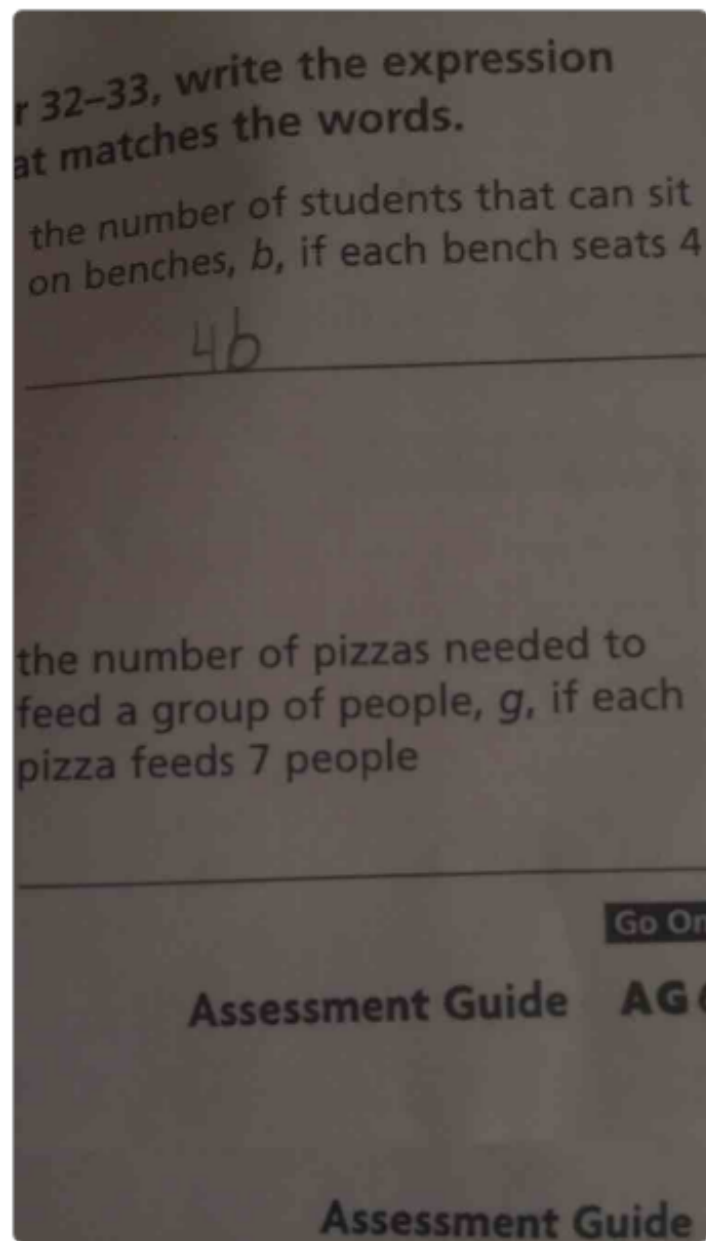 r 32–33, write the expression
at matches the words.
the number of students that can sit
on benches, b, if each bench seats 4
4b
the number of pizzas needed to
feed a group of people, g, if each
pizza feeds 7 people
Go On
Assessment Guide AG
Assessment Guide